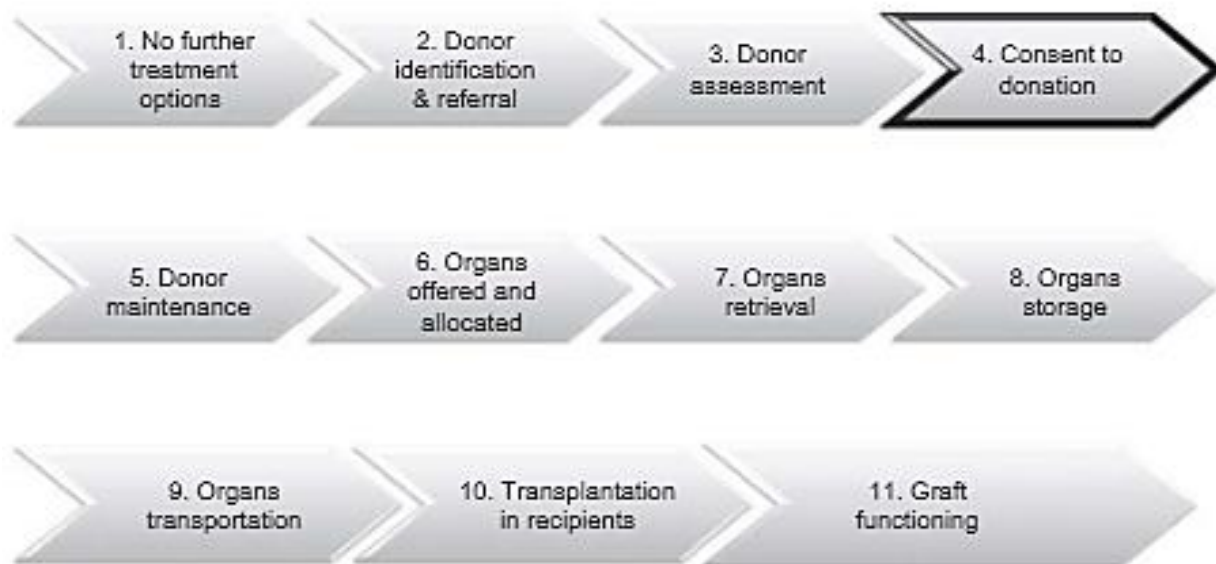 1. No further
treatment
options
2. Donor
identification
& referral
3. Donor
assessment
4. Consent to
donation
5. Donor
maintenance
6. Organs
offered and
allocated
7. Organs
retrieval
8. Organs
storage
9. Organs
transportation
10. Transplantation
in recipients
11. Graft
functioning